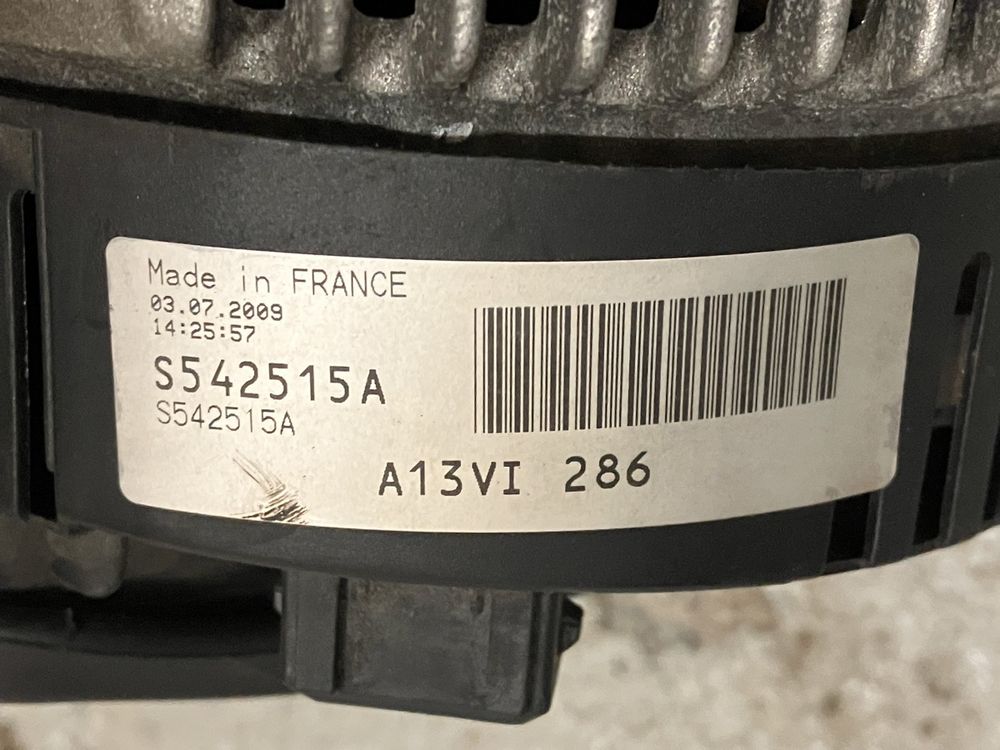 Made in FRANCE
03.07.2009
14:25:57
S542515A
S542515A
A13VI 286